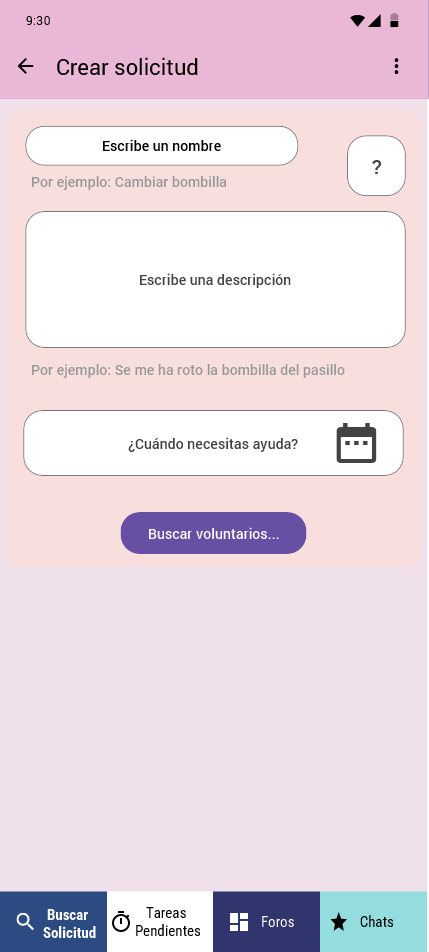 9:30
Crear solicitud
Escribe un nombre
?
Por ejemplo: Cambiar bombilla
Escribe una descripción
Por ejemplo: Se me ha roto la bombilla del pasillo
¿Cuándo necesitas ayuda?
Buscar voluntarios...
Buscar
Solicitud
Tareas
Pendientes
Foros
Chats